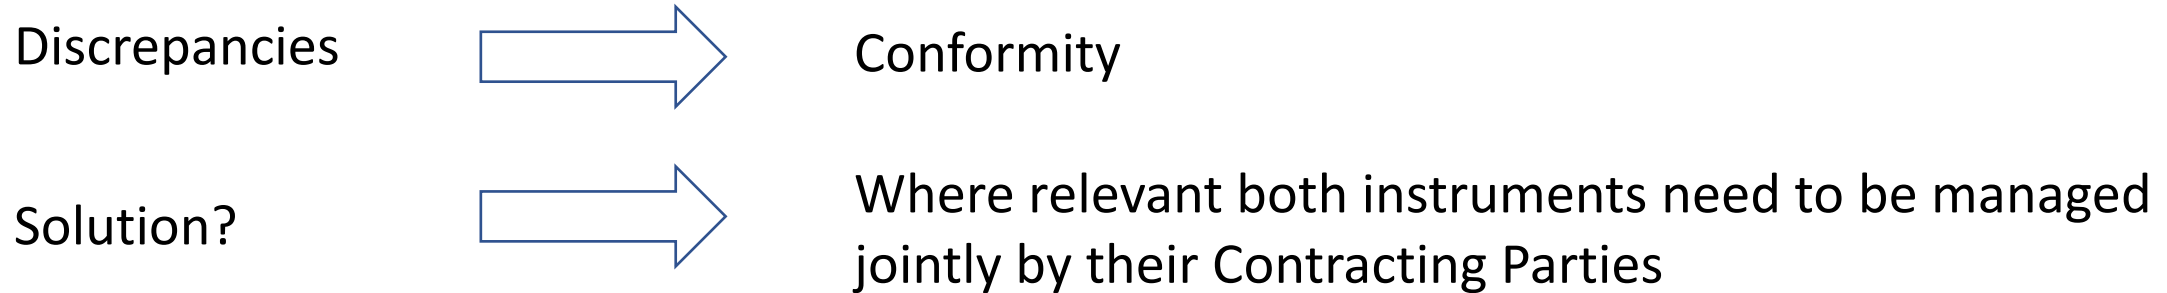 Discrepancies
Conformity
Solution?
Where relevant both instruments need to be managed
jointly by their Contracting Parties